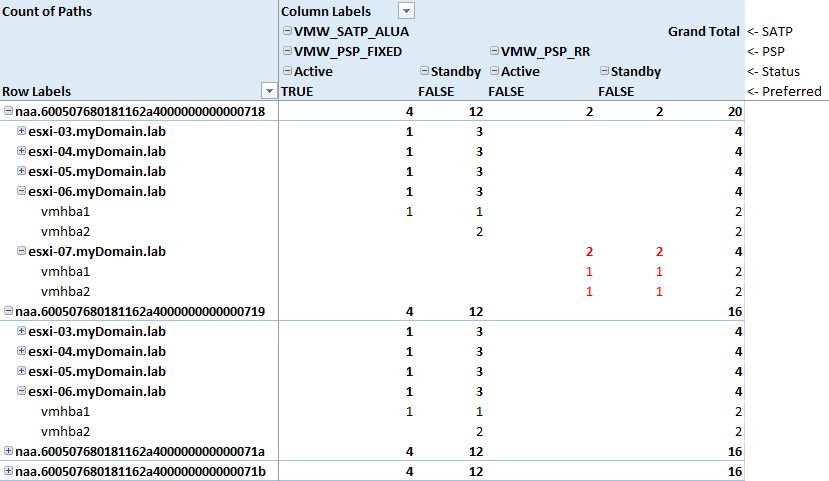 Count of Paths Column Labels
VMW_SATP_ALUA Grand Total <- SATP
VMW_PSP_FIXED VMW_PSP_RR <- PSP
Active Standby Active Standby <- Status
Row Labels TRUE FALSE FALSE FALSE <- Preferred
naa.600507680181162a4000000000000718 4 12 2 2 20
esxi-03.myDomain.lab 1 3 4
esxi-04.myDomain.lab 1 3 4
esxi-05.myDomain.lab 1 3 4
esxi-06.myDomain.lab 1 3 4
vmhba1 1 1 2
vmhba2 2 2
esxi-07.myDomain.lab 2 2 4
vmhba1 1 1 2
vmhba2 1 1 2
naa.600507680181162a4000000000000719 4 12 16
esxi-03.myDomain.lab 1 3 4
esxi-04.myDomain.lab 1 3 4
esxi-05.myDomain.lab 1 3 4
esxi-06.myDomain.lab 1 3 4
vmhba1 1 1 2
vmhba2 2 2
naa.600507680181162a400000000000071a 4 12 16
naa.600507680181162a400000000000071b 4 12 16